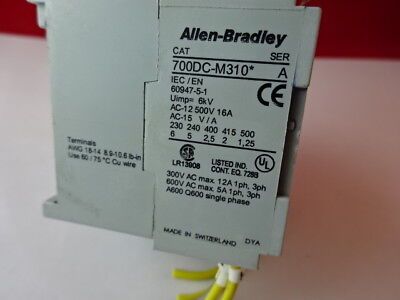 Allen-Bradley
CAT SER
700DC-M310* A
IEC/EN
60947-5-1
Uimp= 6kV
AC-12 500V 16A
AC-15 V / A
230 240 400 415 500
6 5 2,5 2 1,25
CE
LR13908
LISTED IND.
CONT. EQ. 728B
300V AC max. 12A 1ph, 3ph
600V AC max. 5A 1ph, 3ph
A600 Q600 single phase
MADE IN SWITZERLAND DYA
Terminals
AWG 18-14 8,9-10,6 lb-in
Use 60 / 75 °C Cu wire